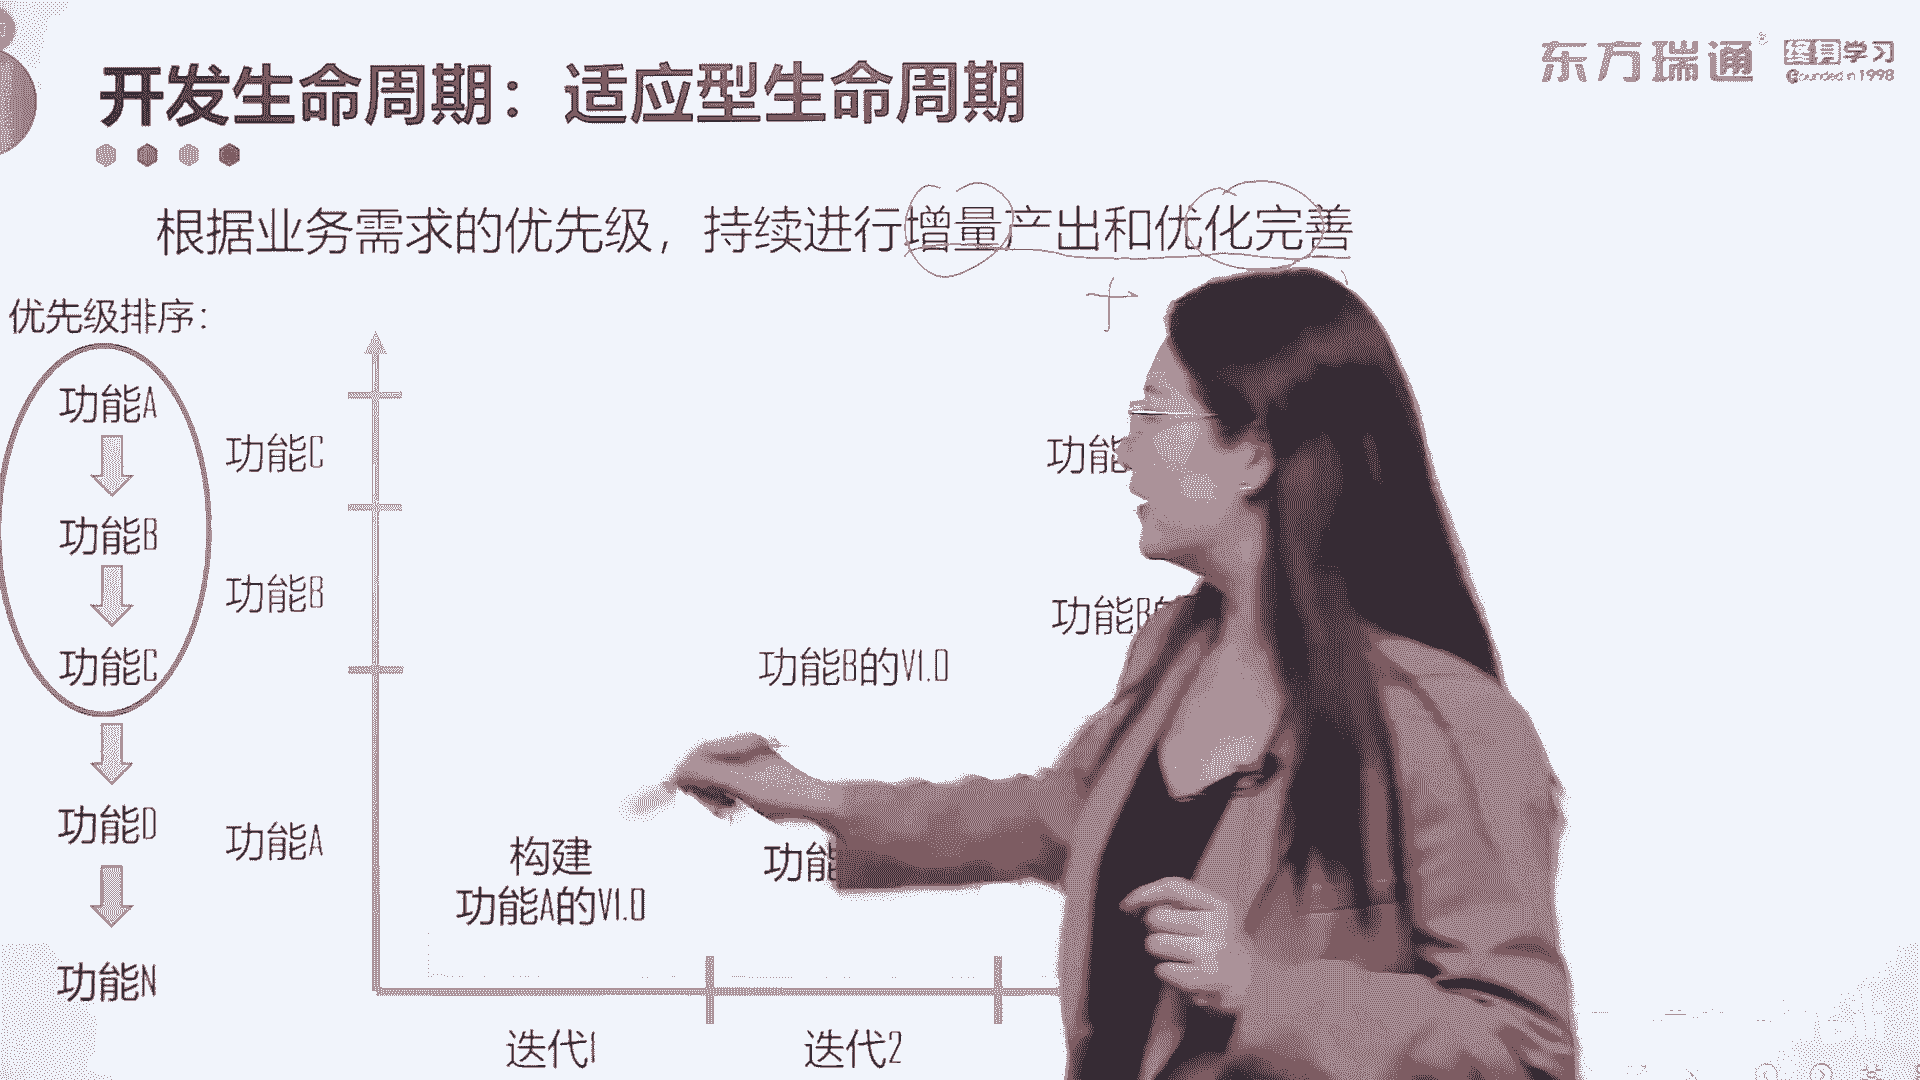 开发生命周期：适应型生命周期
东方瑞通
终身学习
Founded in 1998
根据业务需求的优先级，持续进行增量产出和优化完善
优先级排序：
功能A
功能B
功能C
功能D
功能N
功能C
功能B
功能A
功能
功能B的
功能B的V1.0
构建
功能A的V1.0
功能
迭代1
迭代2